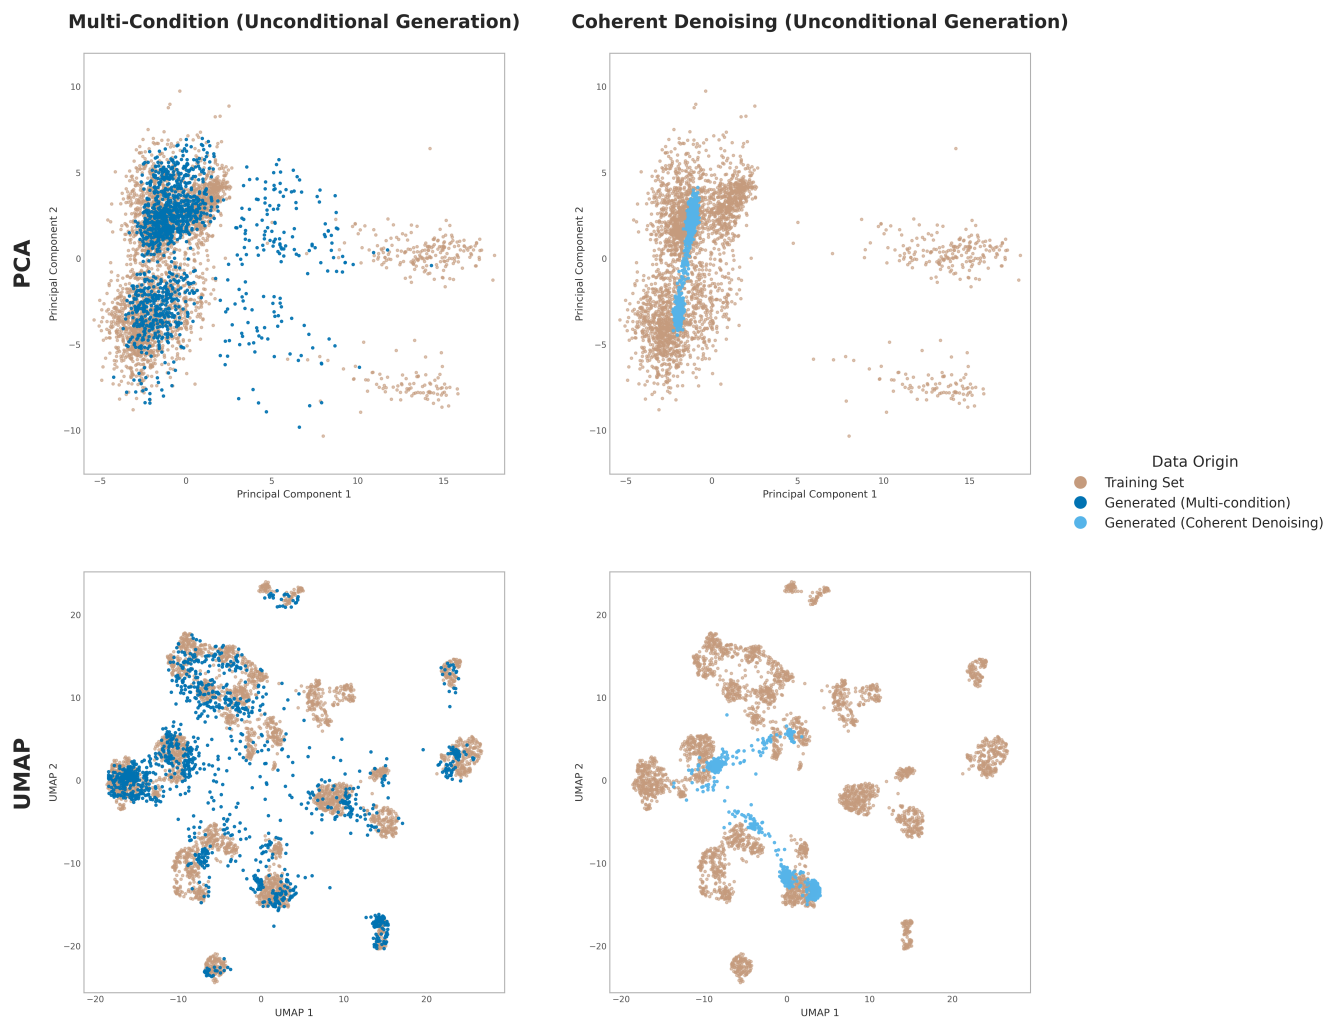 Multi-Condition (Unconditional Generation)
Coherent Denoising (Unconditional Generation)
PCA
Principal Component 2
10
5
0
−5
−10
−5 0 5 10 15
Principal Component 1
Principal Component 2
10
5
0
−5
−10
−5 0 5 10 15
Principal Component 1
Data Origin
Training Set
Generated (Multi-condition)
Generated (Coherent Denoising)
UMAP
UMAP 2
20
10
0
−10
−20
−20 −10 0 10 20
UMAP 1
UMAP 2
20
10
0
−10
−20
−20 −10 0 10 20
UMAP 1